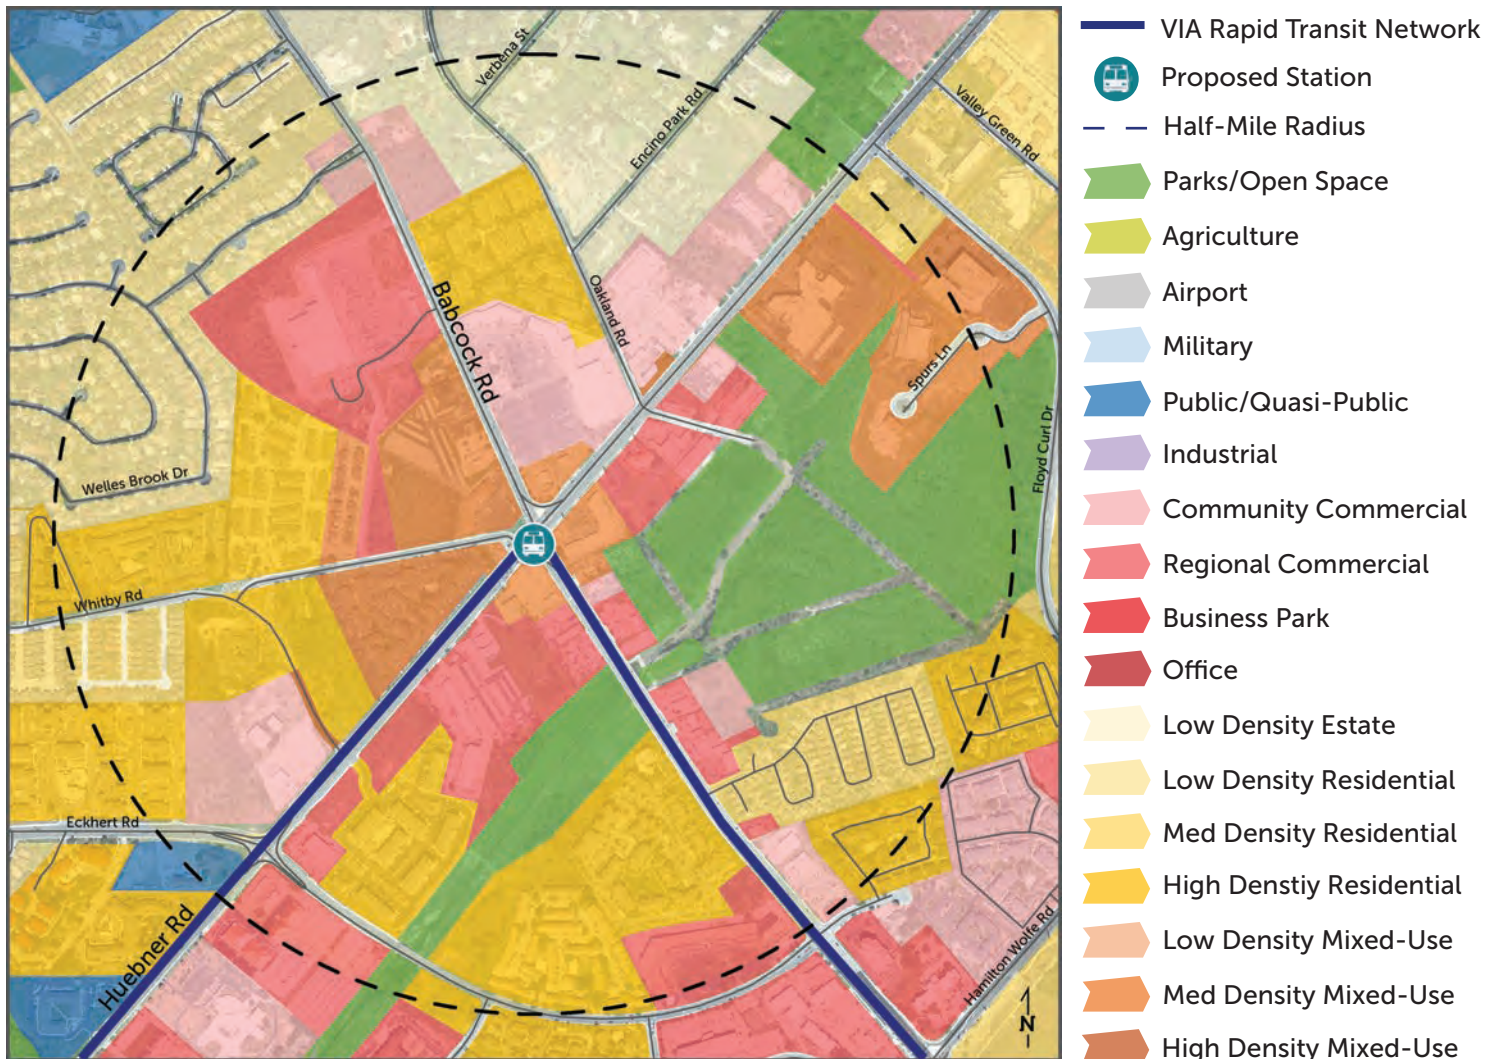 Verbena St
Encino Park Rd
Valley Green Rd
Babcock Rd
Oakland Rd
Spurs Ln
Floyd Curl Dr
Welles Brook Dr
Whitby Rd
Eckhert Rd
Huebner Rd
Hamilton Wolfe Rd
N
VIA Rapid Transit Network
Proposed Station
Half-Mile Radius
Parks/Open Space
Agriculture
Airport
Military
Public/Quasi-Public
Industrial
Community Commercial
Regional Commercial
Business Park
Office
Low Density Estate
Low Density Residential
Med Density Residential
High Denstiy Residential
Low Density Mixed-Use
Med Density Mixed-Use
High Density Mixed-Use